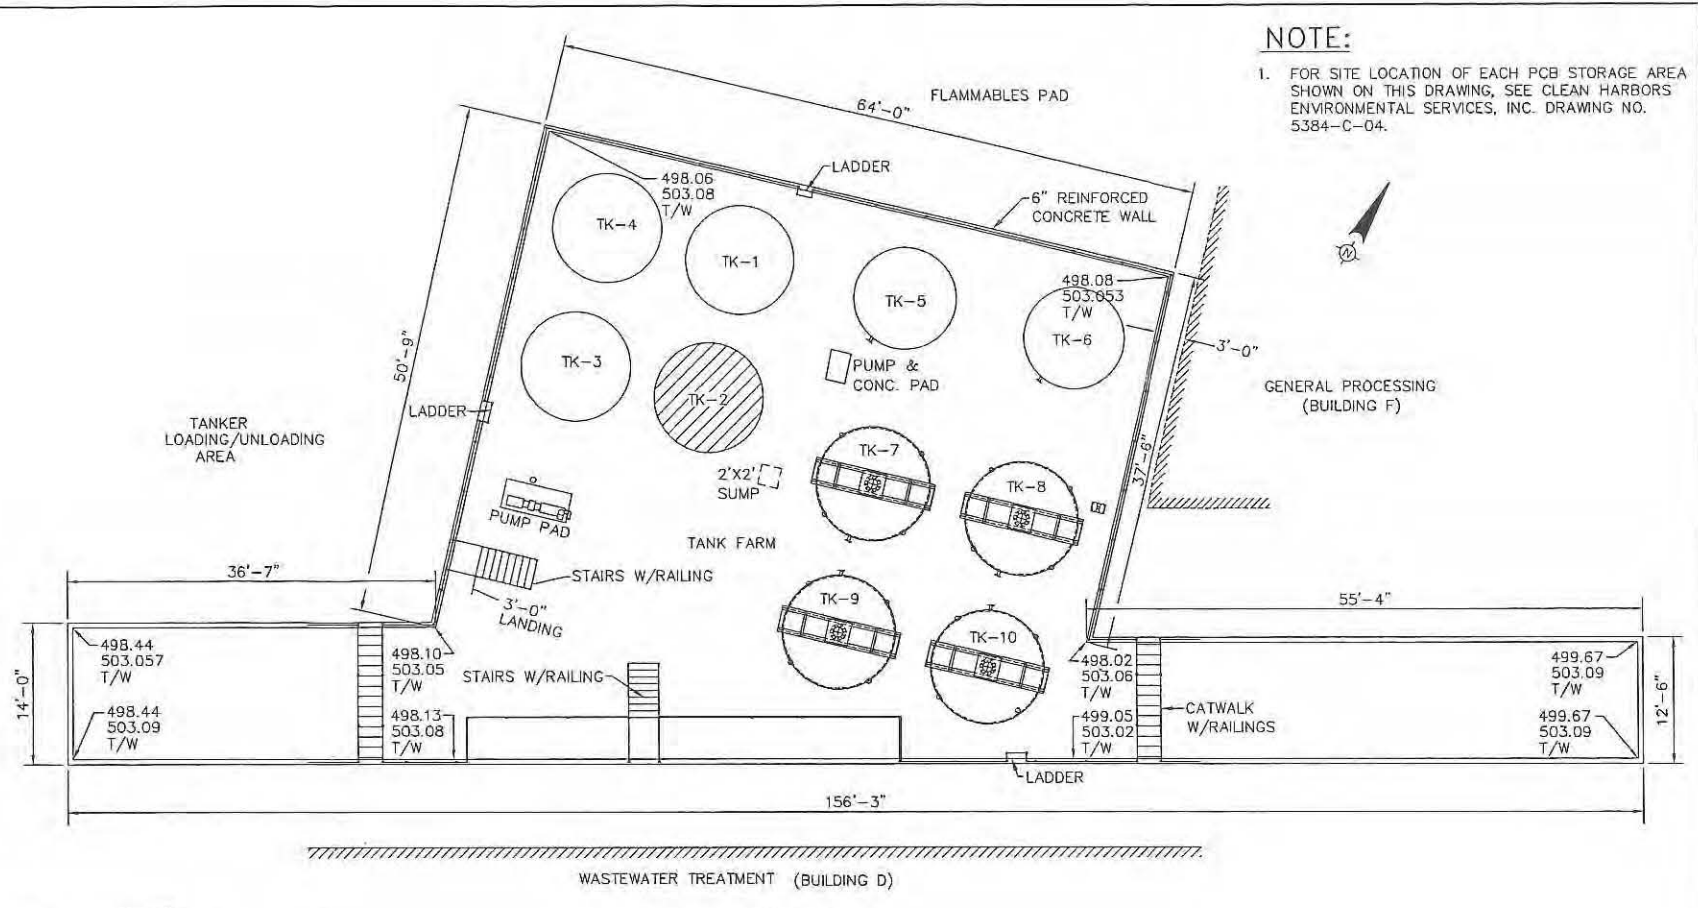 NOTE:
1. FOR SITE LOCATION OF EACH PCB STORAGE AREA
SHOWN ON THIS DRAWING, SEE CLEAN HARBORS
ENVIRONMENTAL SERVICES, INC. DRAWING NO.
5384-C-04.
FLAMMABLES PAD
64'-0"
LADDER
6" REINFORCED
CONCRETE WALL
498.06
503.08
T/W
TK-4
TK-1
TK-5
498.08
503.053
T/W
TK-6
N
3'-0"
50'-9"
TK-3
TK-2
PUMP &
CONC. PAD
GENERAL PROCESSING
(BUILDING F)
LADDER
TANKER
LOADING/UNLOADING
AREA
37'-6"
TK-7
TK-8
2'X2'
SUMP
PUMP PAD
TANK FARM
STAIRS W/RAILING
3'-0"
LANDING
36'-7"
TK-9
TK-10
55'-4"
498.44
503.057
T/W
498.10
503.05
T/W
STAIRS W/RAILING
498.02
503.06
T/W
499.67
503.09
T/W
14'-0"
498.44
503.09
T/W
498.13
503.08
T/W
499.05
503.02
T/W
CATWALK
W/RAILINGS
499.67
503.09
T/W
12'-6"
LADDER
156'-3"
WASTEWATER TREATMENT (BUILDING D)